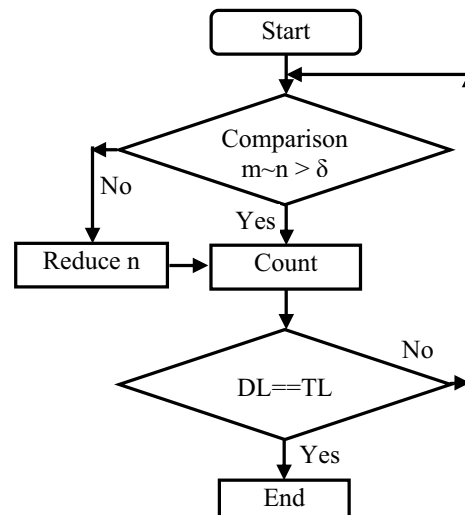 Start
Comparison
m~n > δ
No
Yes
Reduce n
Count
No
DL==TL
Yes
End